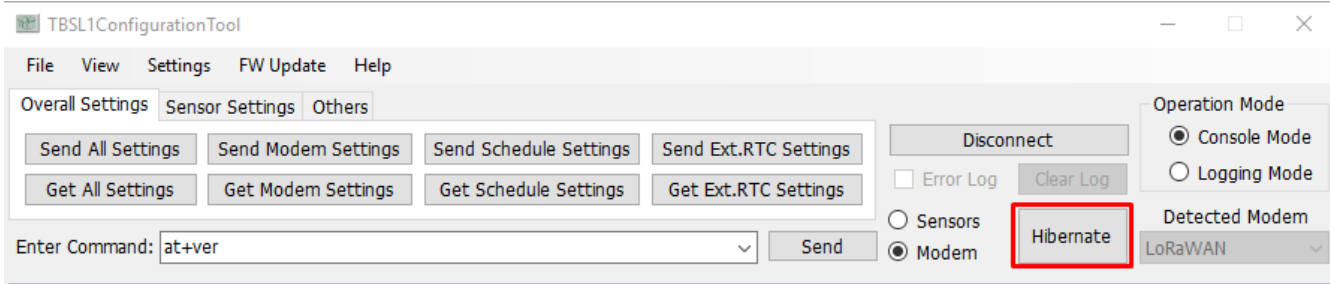 TBSL1ConfigurationTool
File View Settings FW Update Help
Overall Settings Sensor Settings Others
Operation Mode
Send All Settings Send Modem Settings Send Schedule Settings Send Ext.RTC Settings
Disconnect
Console Mode
Get All Settings Get Modem Settings Get Schedule Settings Get Ext.RTC Settings
Error Log Clear Log
Logging Mode
Enter Command: at+ver Send
Sensors
Modem
Hibernate
Detected Modem
LoRaWAN